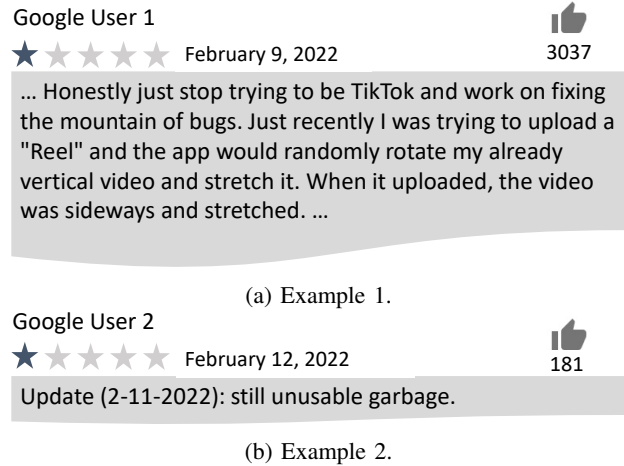 Google User 1
February 9, 2022
3037
... Honestly just stop trying to be TikTok and work on fixing
the mountain of bugs. Just recently I was trying to upload a
"Reel" and the app would randomly rotate my already
vertical video and stretch it. When it uploaded, the video
was sideways and stretched. ...
(a) Example 1.
Google User 2
February 12, 2022
181
Update (2-11-2022): still unusable garbage.
(b) Example 2.